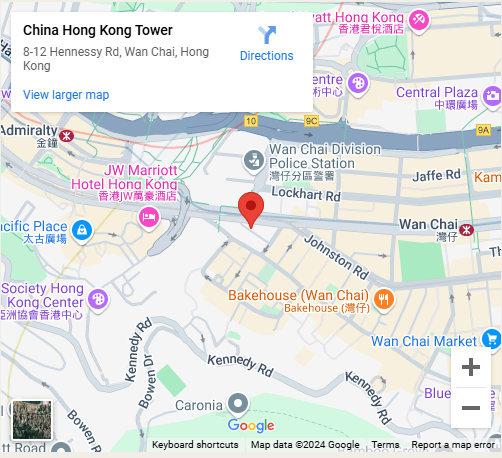 China Hong Kong Tower
8-12 Hennessy Rd, Wan Chai, Hong
Kong
Directions
View larger map
yatt Hong Kong
香港君悅酒店
Central Plaza
中環廣場
entre
術中心
10
9C
9A
Admiralty
金鐘
Wan Chai Division
Police Station
灣仔分區警署
Jaffe Rd
Kam
JW Marriott
Hotel Hong Kong
香港JW萬豪酒店
Lockhart Rd
acific Place
太古廣場
Wan Chai
灣仔
Johnston Rd
Society Hong
Kong Center
亞洲協會香港中心
Bakehouse (Wan Chai)
Bakehouse (灣仔)
Kennedy Rd
Bowen Dr
Kennedy Rd
Kennedy Rd
Wan Chai Market
Blue
Caronia
Bowen Rd
Google
Keyboard shortcuts
Map data ©2024 Google
Terms
Report a map error